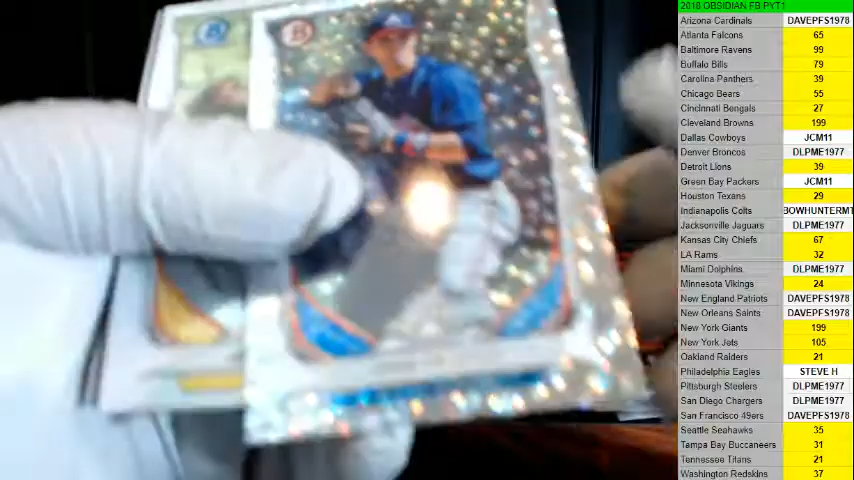 2018 OBSIDIAN FB PYT1
Arizona Cardinals DAVEPFS1978
Atlanta Falcons 65
Baltimore Ravens 99
Buffalo Bills 79
Carolina Panthers 39
Chicago Bears 55
Cincinnati Bengals 27
Cleveland Browns 199
Dallas Cowboys JCM11
Denver Broncos DLPME1977
Detroit Lions 39
Green Bay Packers JCM11
Houston Texans 29
Indianapolis Colts BOWHUNTERMT
Jacksonville Jaguars DLPME1977
Kansas City Chiefs 67
LA Rams 32
Miami Dolphins DLPME1977
Minnesota Vikings 24
New England Patriots DAVEPFS1978
New Orleans Saints DAVEPFS1978
New York Giants 199
New York Jets 105
Oakland Raiders 21
Philadelphia Eagles STEVE H
Pittsburgh Steelers DLPME1977
San Diego Chargers DLPME1977
San Francisco 49ers DAVEPFS1978
Seattle Seahawks 35
Tampa Bay Buccaneers 31
Tennessee Titans 21
Washington Redskins 37
B
B